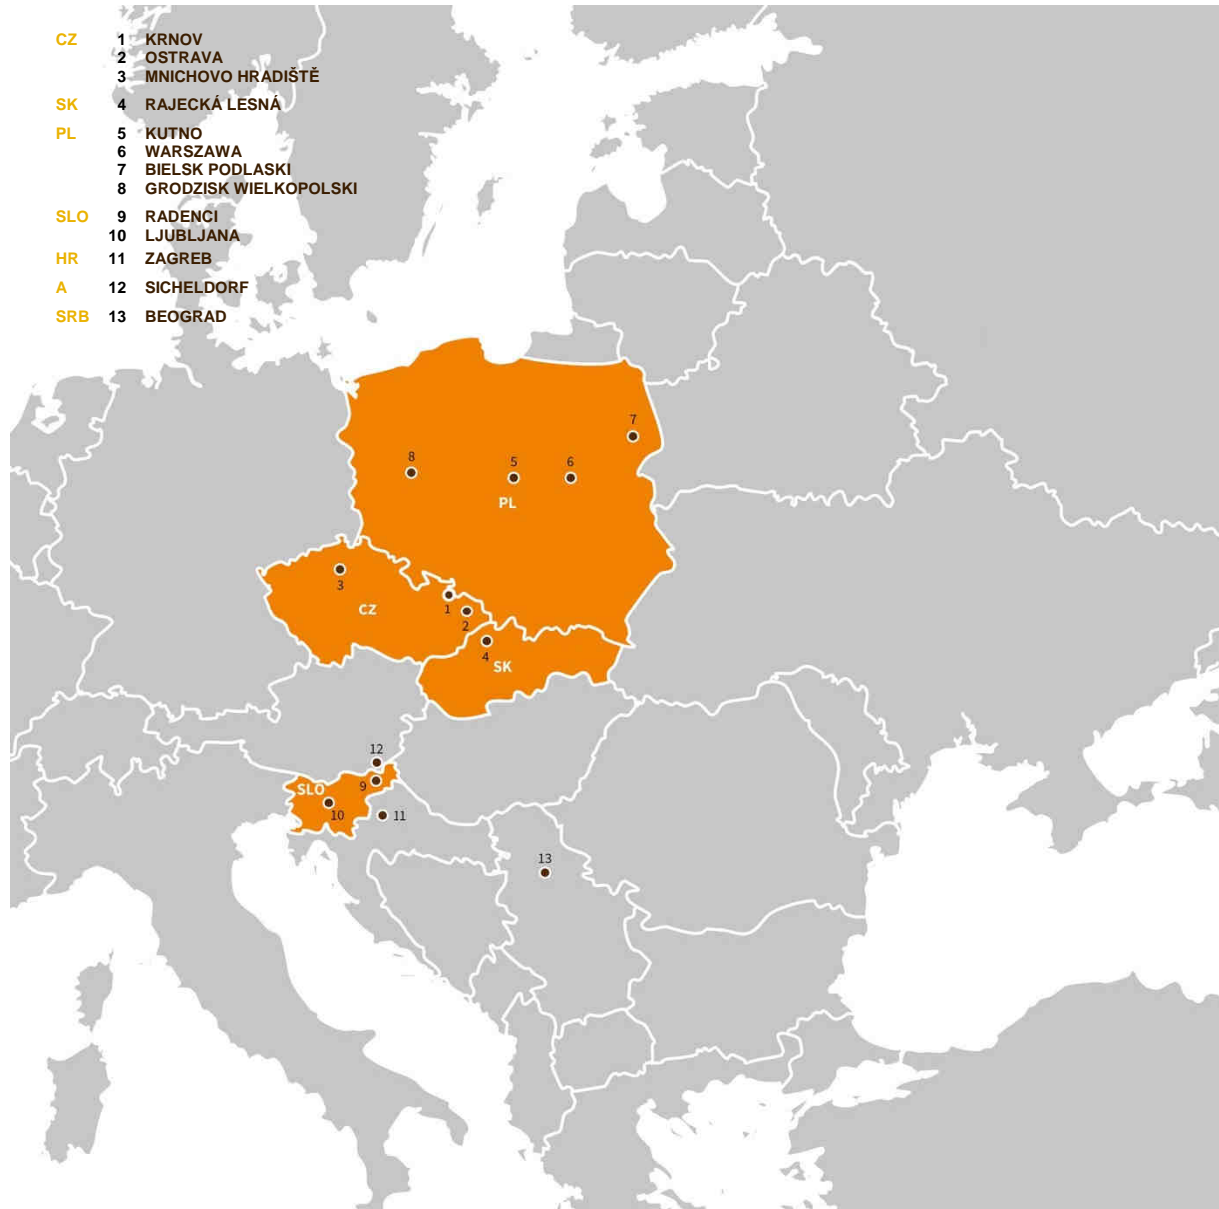 CZ 1 KRNOV
2 OSTRAVA
3 MNICHOVO HRADIŠTĚ
SK 4 RAJECKÁ LESNÁ
PL 5 KUTNO
6 WARSZAWA
7 BIELSK PODLASKI
8 GRODZISK WIELKOPOLSKI
SLO 9 RADENCI
10 LJUBLJANA
HR 11 ZAGREB
A 12 SICHELDORF
SRB 13 BEOGRAD
7
8 5 6
PL
3
CZ
1
2
4
SK
12
SLO 9
10 11
13